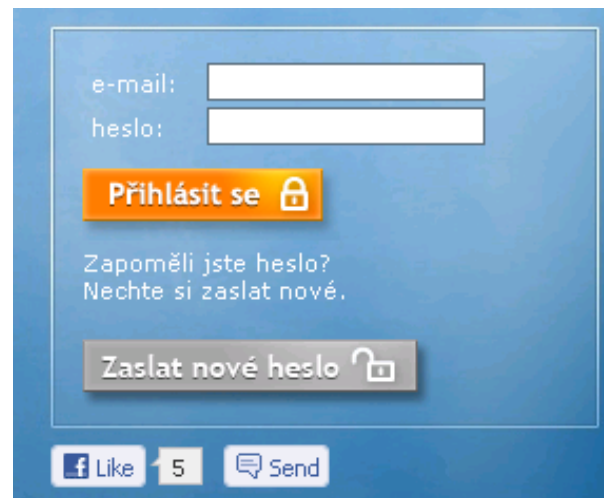 e-mail:
heslo:
Přihlásit se
Zapoměli jste heslo?
Nechte si zaslat nové.
Zaslat nové heslo
Like 5 Send